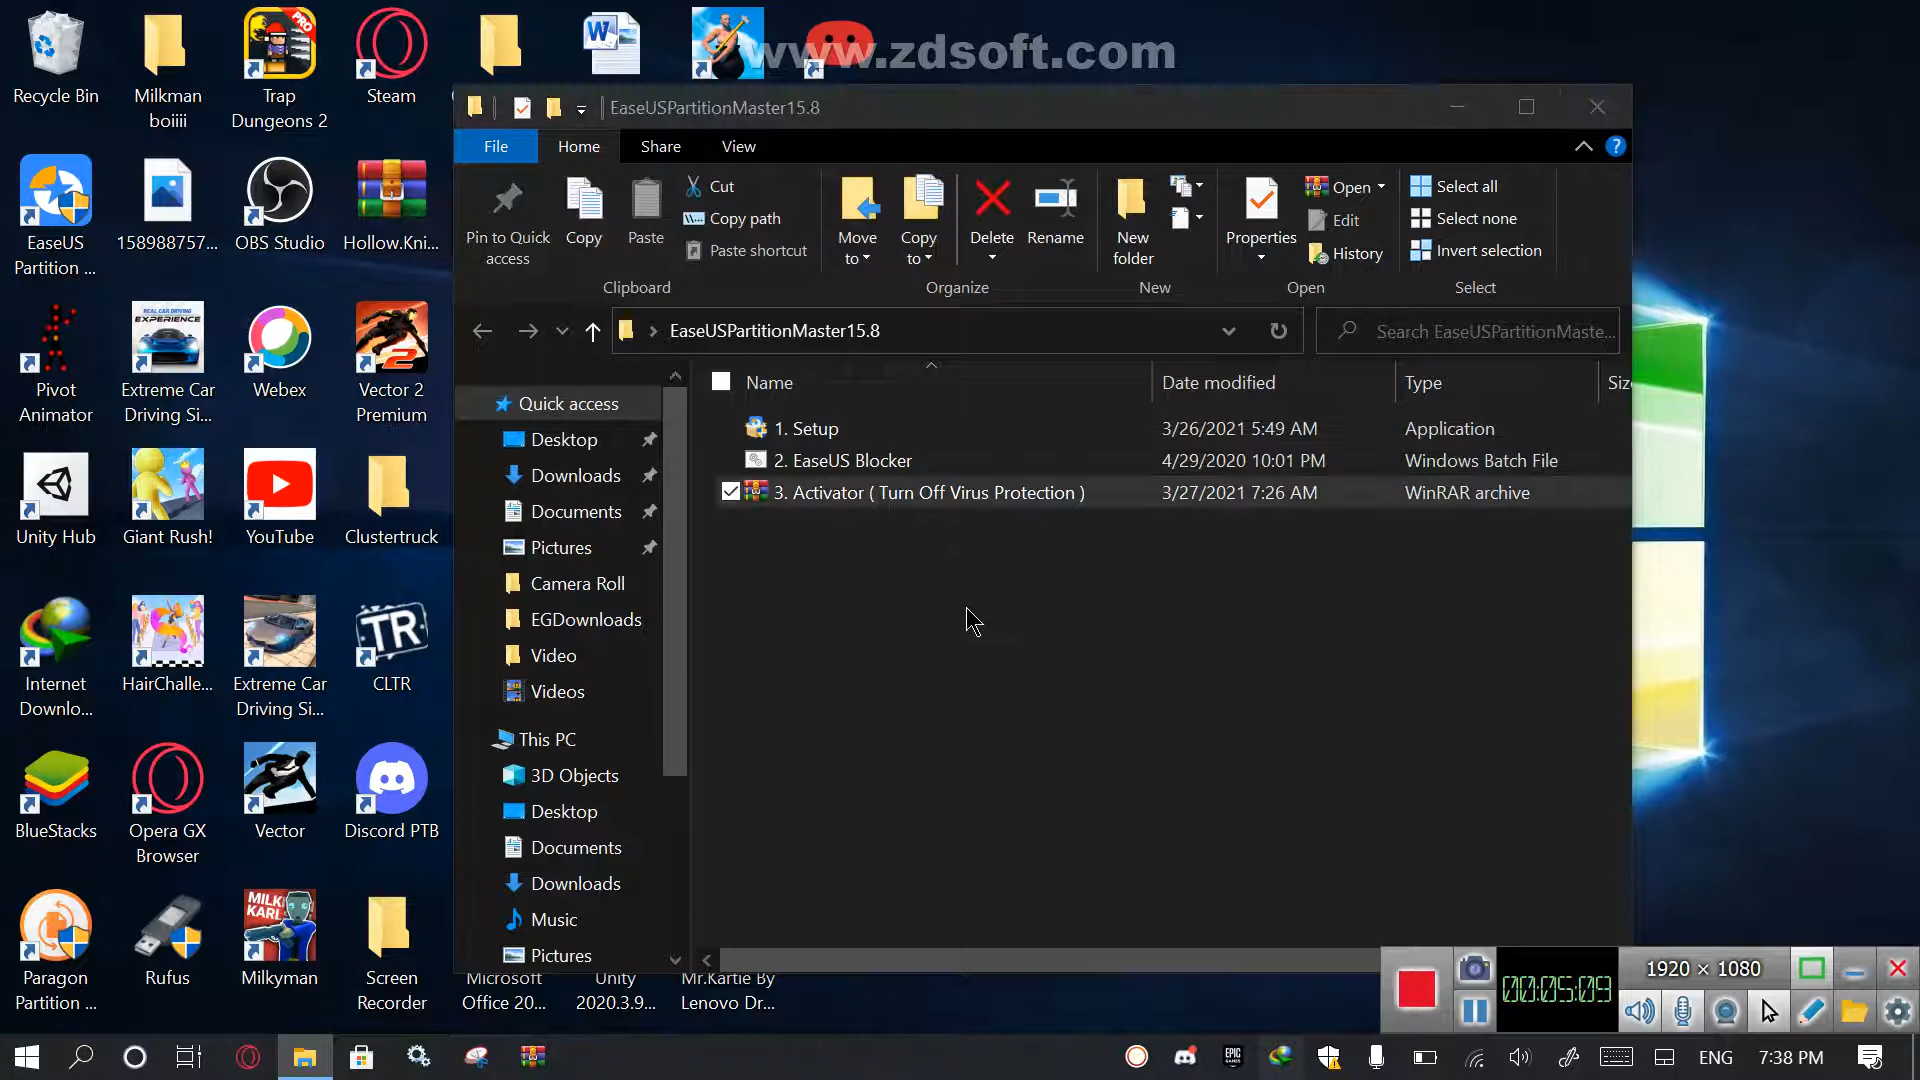 www.zdsoft.com
Recycle Bin
Milkman
boiiii
Trap
Dungeons 2
PRO
Steam
EaseUS
Partition ...
158988757...
OBS Studio
Hollow.Kni...
Pivot
Animator
REAL CAR DRIVING
EXPERIENCE
Extreme Car
Driving Si...
Webex
Vector 2
Premium
Unity Hub
Giant Rush!
YouTube
Clustertruck
Internet
Downlo...
HairChalle...
Extreme Car
Driving Si...
TR
CLTR
BlueStacks
Opera GX
Browser
Vector
Discord PTB
Paragon
Partition ...
Rufus
Milkyman
Screen
Recorder
Microsoft
Office 20...
Unity
2020.3.9...
Mr.Kartie By
Lenovo Dr...
EaseUSPartitionMaster15.8
File
Home
Share
View
Pin to Quick
access
Copy
Paste
Cut
Copy path
Paste shortcut
Clipboard
Move
to
Copy
to
Delete
Rename
Organize
New
folder
New
Properties
Open
Edit
History
Open
Select all
Select none
Invert selection
Select
EaseUSPartitionMaster15.8
Search EaseUSPartitionMaste...
Name
Date modified
Type
Siz
1. Setup
3/26/2021 5:49 AM
Application
2. EaseUS Blocker
4/29/2020 10:01 PM
Windows Batch File
3. Activator ( Turn Off Virus Protection )
3/27/2021 7:26 AM
WinRAR archive
Quick access
Desktop
Downloads
Documents
Pictures
Camera Roll
EGDownloads
Video
Videos
This PC
3D Objects
Desktop
Documents
Downloads
Music
Pictures
00:05:09
1920 × 1080
EPIC
GAMES
ENG
7:38 PM